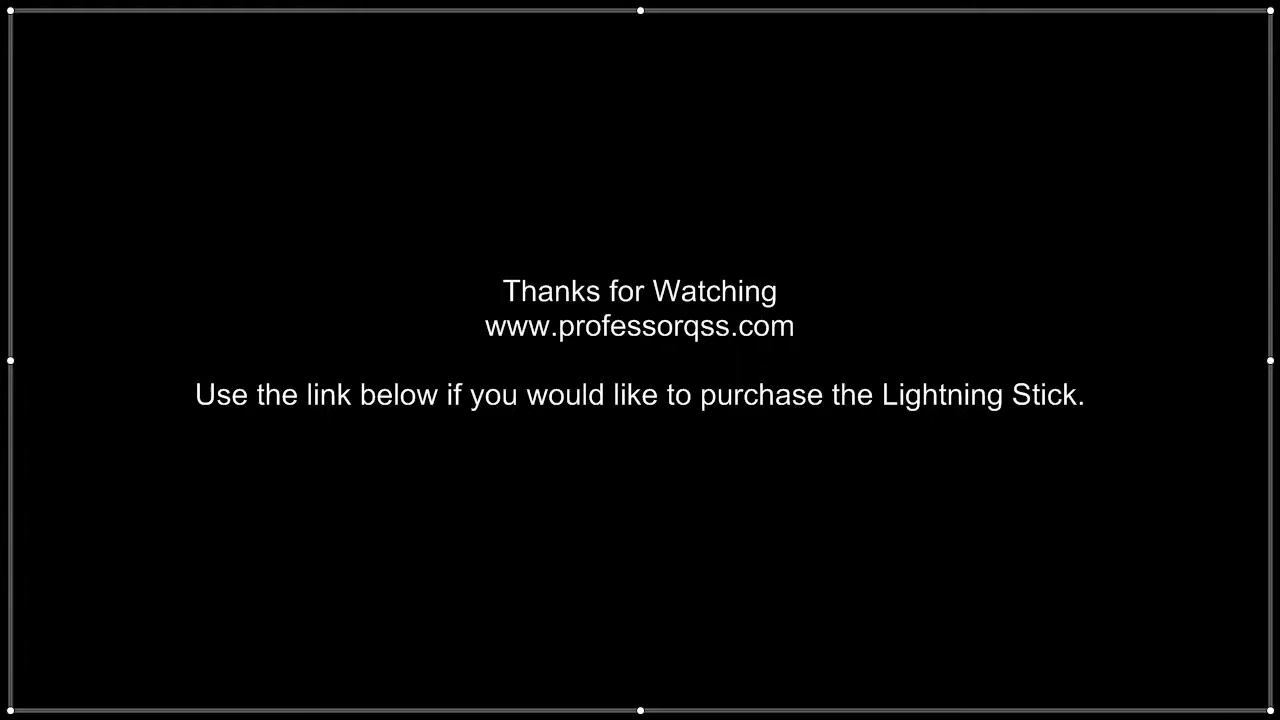 Thanks for Watching
www.professorqss.com
Use the link below if you would like to purchase the Lightning Stick.